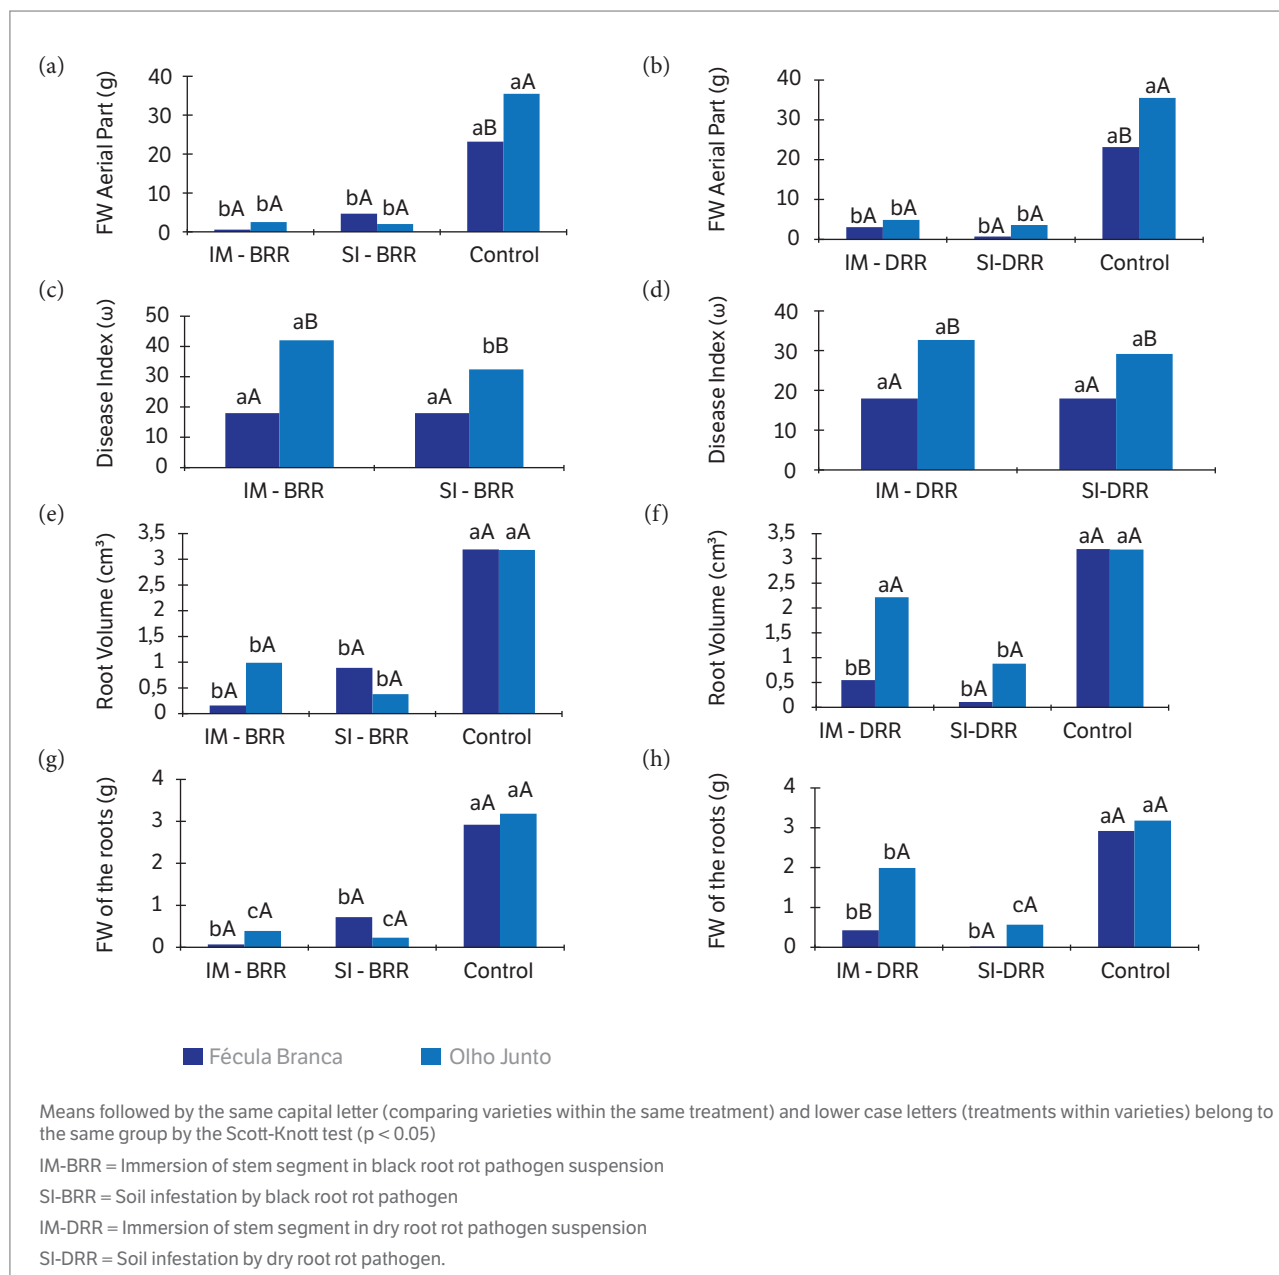 (a)
FW Aerial Part (g)
40
30
20
10
0
bA
bA
bA
bA
aB
aA
IM - BRR
SI - BRR
Control
(b)
FW Aerial Part (g)
40
30
20
10
0
bA
bA
bA
bA
aB
aA
IM - DRR
SI-DRR
Control
(c)
Disease Index (ω)
50
40
30
20
10
0
aA
aB
aA
bB
IM - BRR
SI - BRR
(d)
Disease Index (ω)
40
30
20
10
0
aA
aB
aA
aB
IM - DRR
SI-DRR
(e)
Root Volume (cm³)
3,5
3
2,5
2
1,5
1
0,5
0
bA
bA
bA
bA
aA
aA
IM - BRR
SI - BRR
Control
(f)
Root Volume (cm³)
3,5
3
2,5
2
1,5
1
0,5
0
bB
aA
bA
bA
aA
aA
IM - DRR
SI-DRR
Control
(g)
FW of the roots (g)
4
3
2
1
0
bA
cA
bA
cA
aA
aA
IM - BRR
SI - BRR
Control
(h)
FW of the roots (g)
4
3
2
1
0
bB
bA
bA
cA
aA
aA
IM - DRR
SI-DRR
Control
Fécula Branca
Olho Junto
Means followed by the same capital letter (comparing varieties within the same treatment) and lower case letters (treatments within varieties) belong to
the same group by the Scott-Knott test (p < 0.05)
IM-BRR = Immersion of stem segment in black root rot pathogen suspension
SI-BRR = Soil infestation by black root rot pathogen
IM-DRR = Immersion of stem segment in dry root rot pathogen suspension
SI-DRR = Soil infestation by dry root rot pathogen.